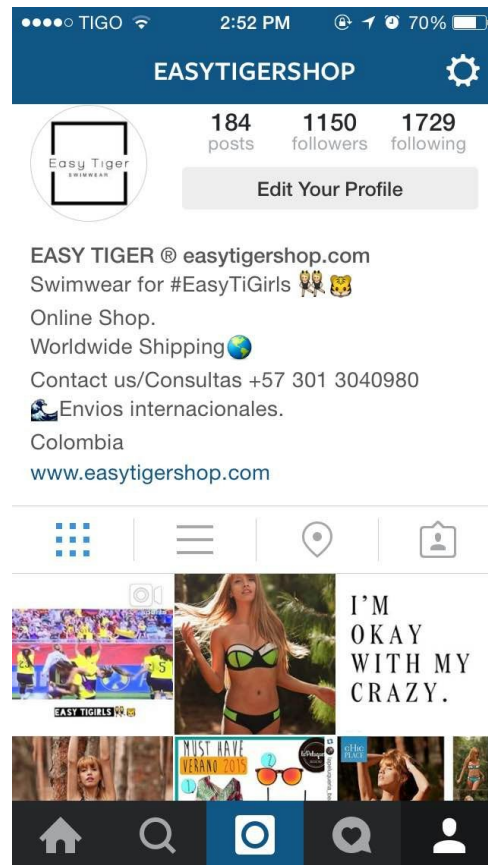 TIGO 2:52 PM 70%
EASYTIGERSHOP
184 1150 1729
posts followers following
Easy Tiger
SWIMWEAR
Edit Your Profile
EASY TIGER ® easytigershop.com
Swimwear for #EasyTiGirls 👯🐯
Online Shop.
Worldwide Shipping🌎
Contact us/Consultas +57 301 3040980
🌊Envios internacionales.
Colombia
www.easytigershop.com
I'M
OKAY
WITH MY
CRAZY.
EASY TIGIRLS 👯🐯
MUST HAVE
VERANO 2015
1
2